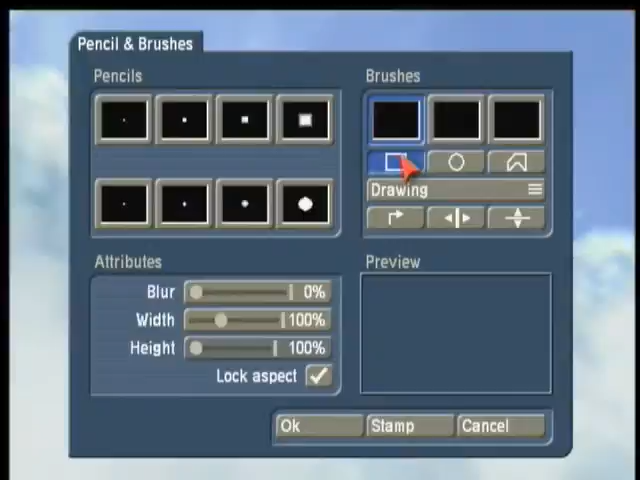 Pencil & Brushes
Pencils
Brushes
Drawing
Attributes
Preview
Blur 0%
Width 100%
Height 100%
Lock aspect
Ok
Stamp
Cancel